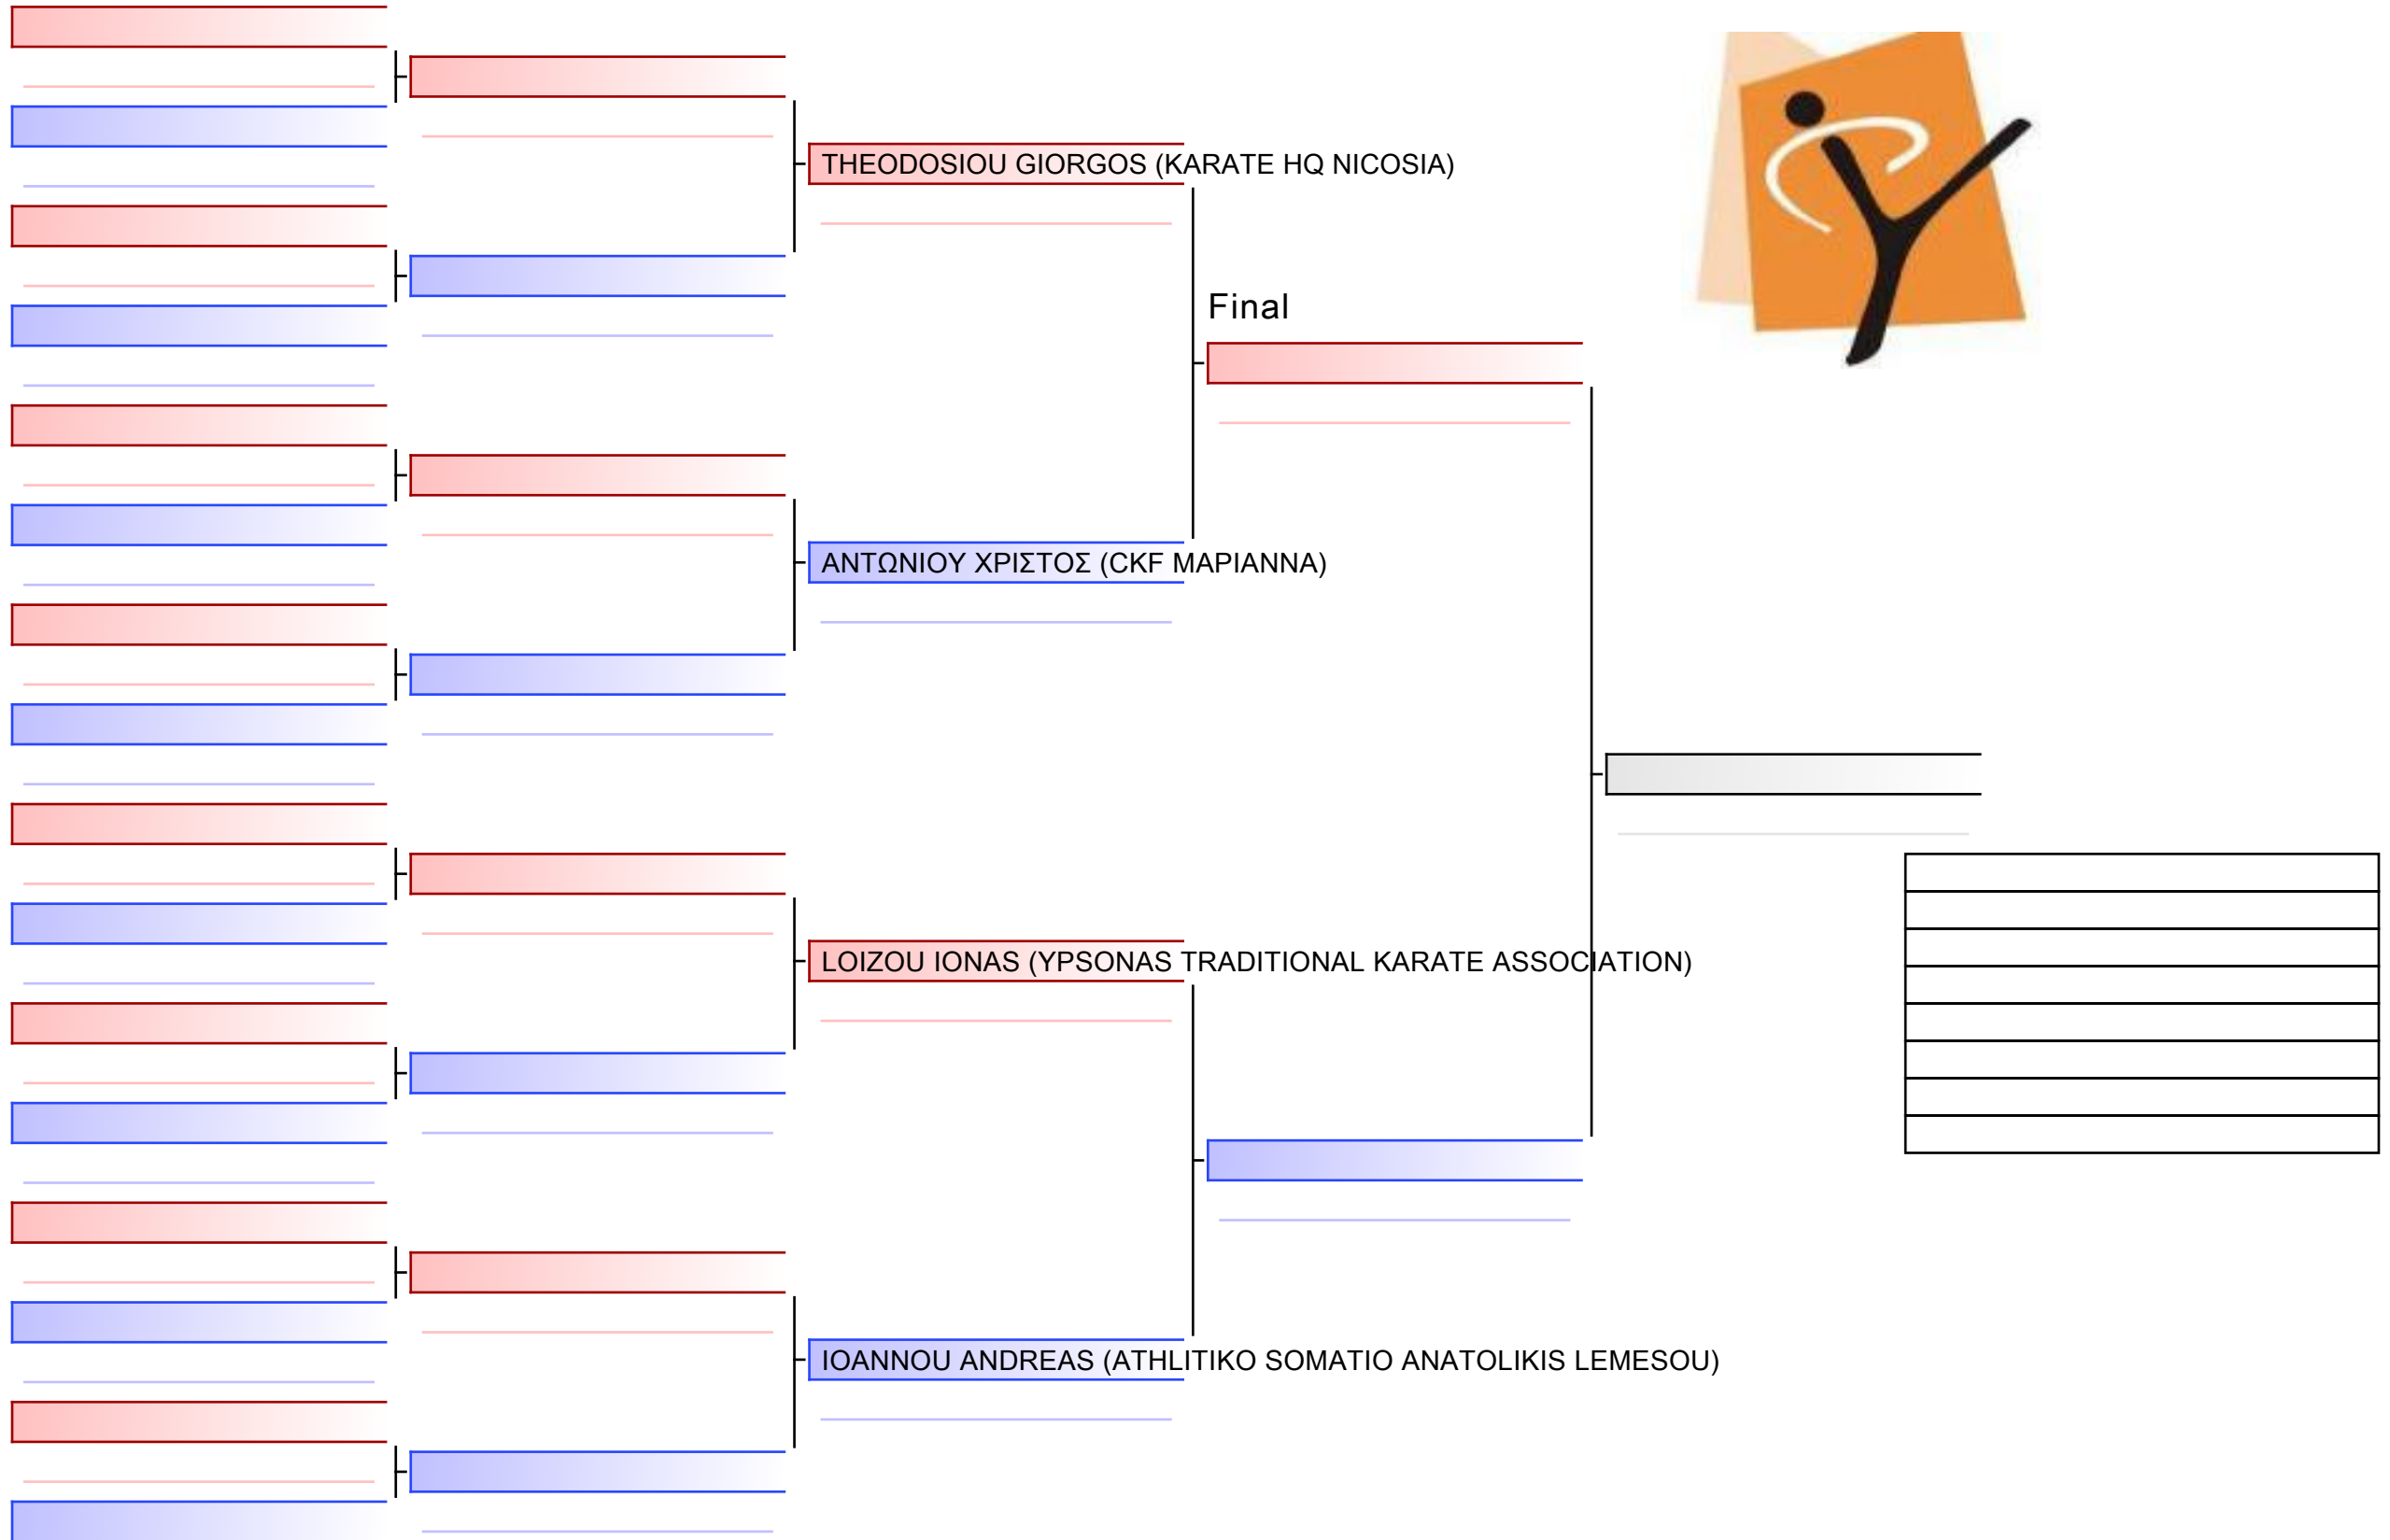 THEODOSIOU GIORGOS (KARATE HQ NICOSIA)
Final
ΑΝΤΩΝΙΟΥ ΧΡΙΣΤΟΣ (CKF ΜΑΡΙΑΝΝΑ)
LOIZOU IONAS (YPSONAS TRADITIONAL KARATE ASSOCIATION)
IOANNOU ANDREAS (ATHLITIKO SOMATIO ANATOLIKIS LEMESOU)